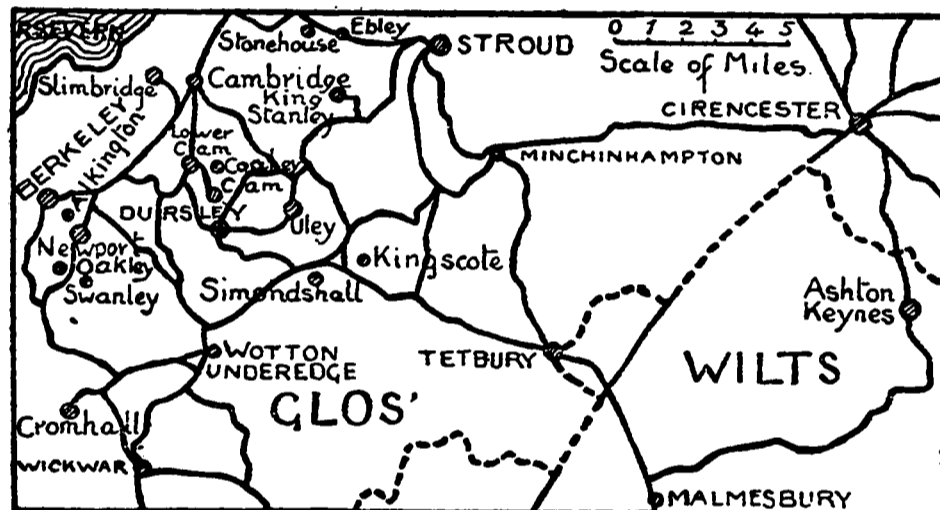 R. SEVERN
Stonehouse
Ebley
STROUD
0 1 2 3 4 5
Scale of Miles.
Slimbridge
Cambridge
King
Stanley
CIRENCESTER
BERKELEY
Alkington
Lower
Cam
Coaley
Cam
MINCHINHAMPTON
DURSLEY
Uley
Newport
Oakley
Swanley
Kingscote
Simondshall
Ashton
Keynes
WOTTON
UNDEREDGE
TETBURY
WILTS
GLOS'
Cromhall
WICKWAR
MALMESBURY